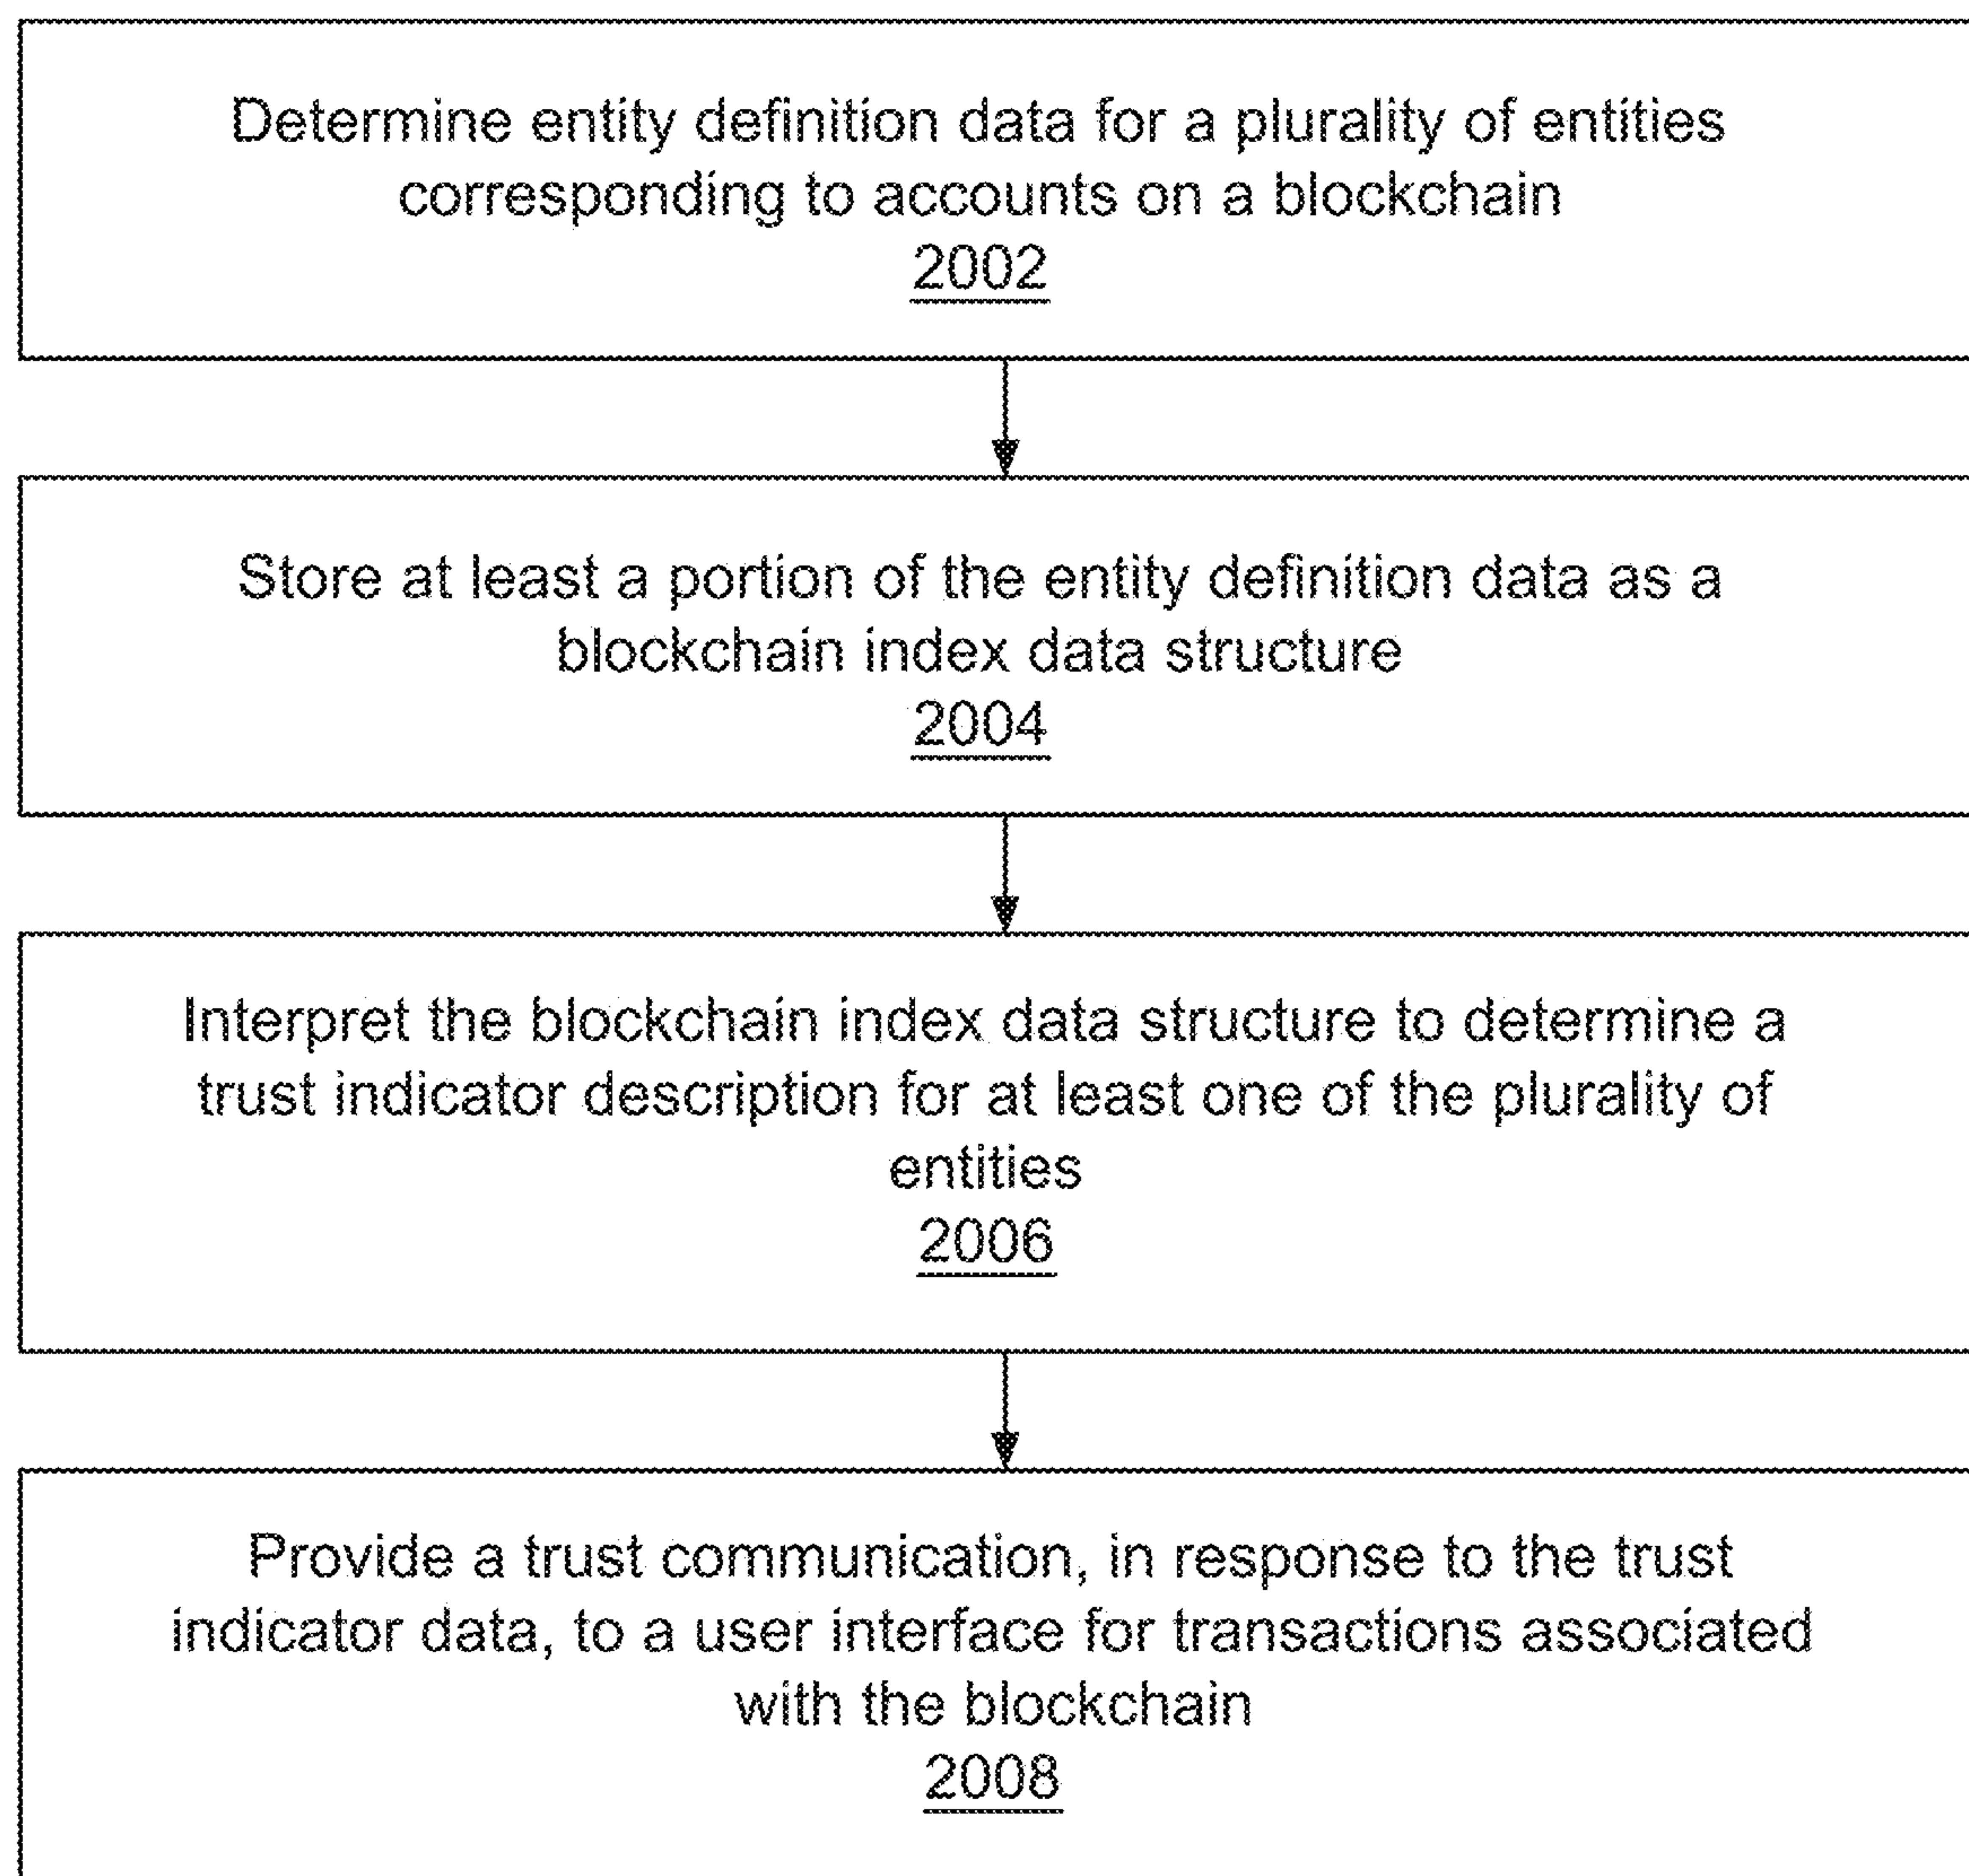 Determine entity definition data for a plurality of entities
corresponding to accounts on a blockchain
2002
Store at least a portion of the entity definition data as a
blockchain index data structure
2004
Interpret the blockchain index data structure to determine a
trust indicator description for at least one of the plurality of
entities
2006
Provide a trust communication, in response to the trust
indicator data, to a user interface for transactions associated
with the blockchain
2008